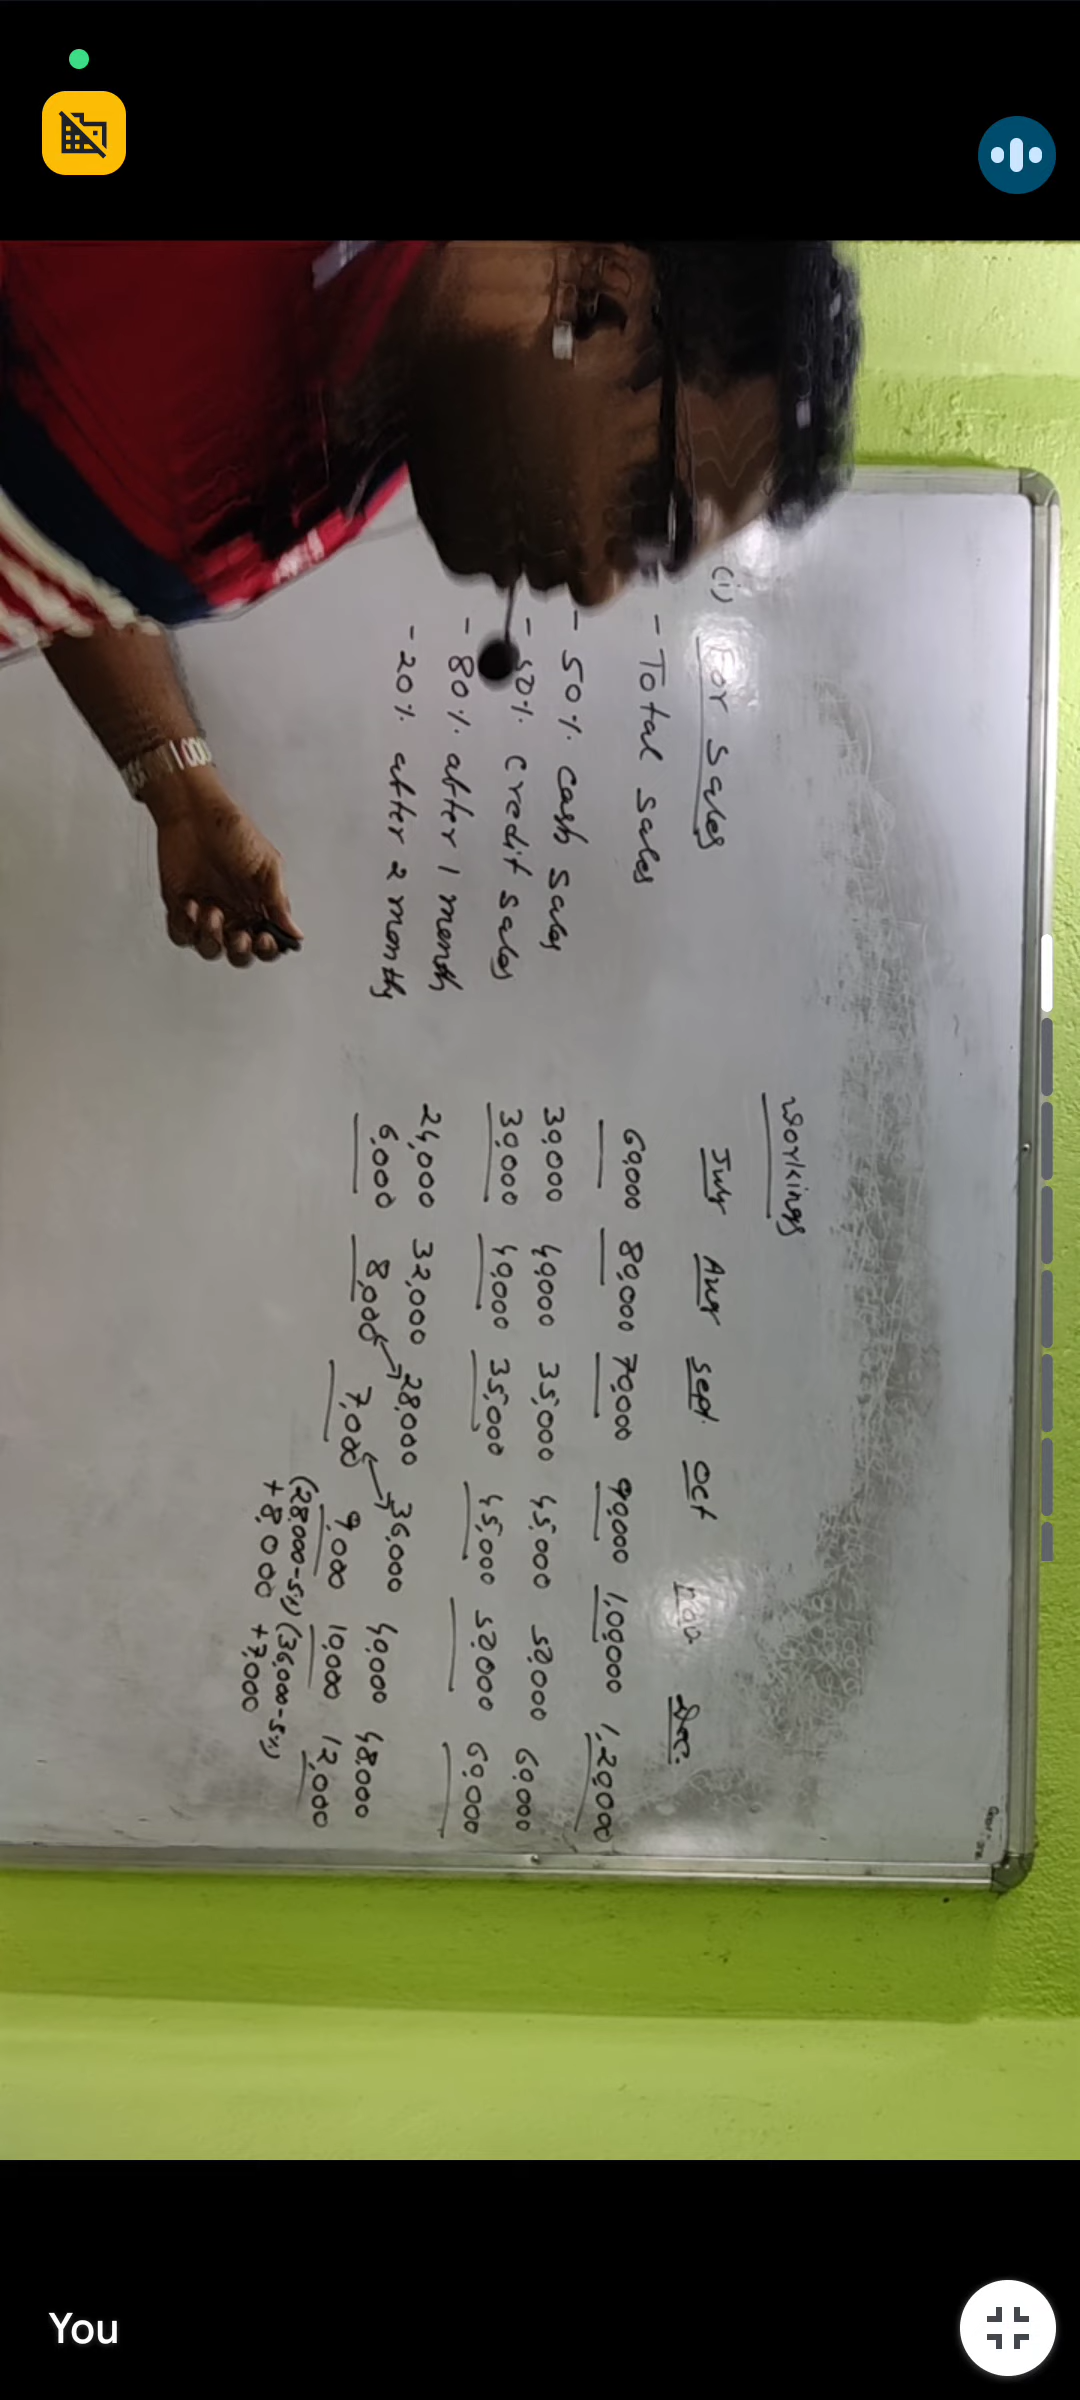 Workings
(i) For Sales July Aug Sept. Oct Nov Dec.
- Total Sales 60,000 80,000 70,000 90,000 1,00,000 1,20,000
- 50% cash Sales 30,000 40,000 35,000 45,000 50,000 60,000
- 50% credit sales 30,000 40,000 35,000 45,000 50,000 60,000
- 80% after 1 month 24,000 32,000 28,000 36,000 40,000 48,000
- 20% after 2 month 6,000 8,000 7,000 9,000 10,000 12,000
(28,000-5%) (36,000-5%)
+8,000 +7,000
You